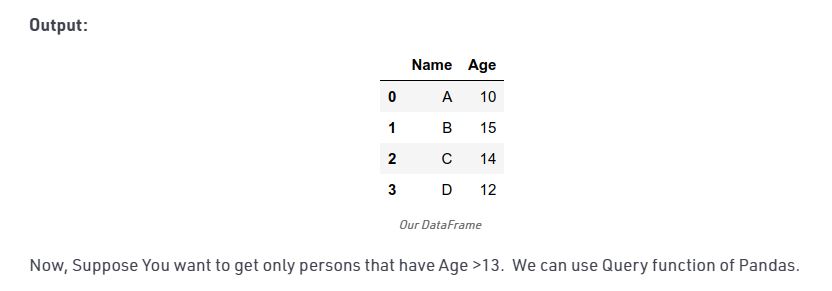 Output:
Name Age
0 A 10
1 B 15
2 C 14
3 D 12
Our DataFrame
Now, Suppose You want to get only persons that have Age >13. We can use Query function of Pandas.